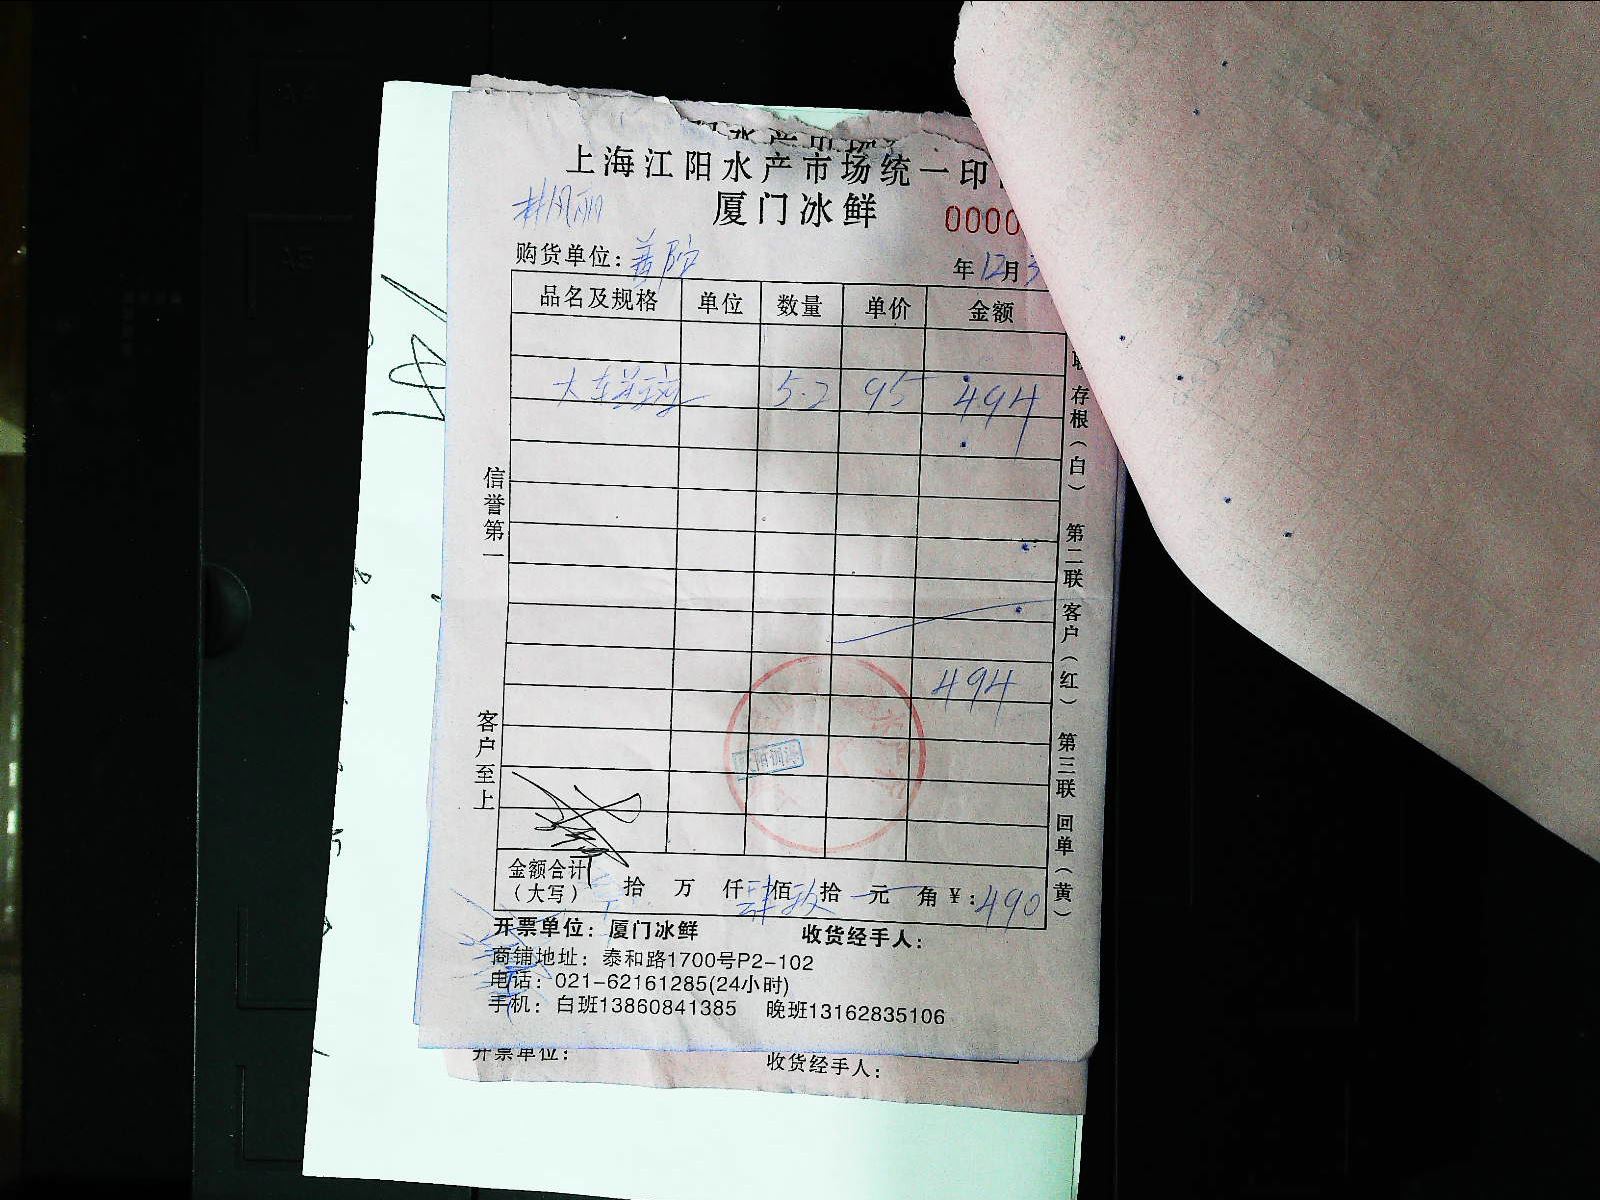 上海江阳水产市场统一印
厦门冰鲜
0000
购货单位：普陀
年12月3
品名及规格 单位 数量 单价 金额
5.2 95 494
494
信誉第一
客户至上
联 存根（白） 第二联 客户（红） 第三联 回单（黄）
金额合计（大写） 拾 万 仟 肆佰 玖拾 元 角 ￥：490
开票单位：厦门冰鲜 收货经手人：
商铺地址：泰和路1700号P2-102
电话：021-62161285(24小时)
手机：白班13860841385 晚班13162835106
开票单位： 收货经手人：